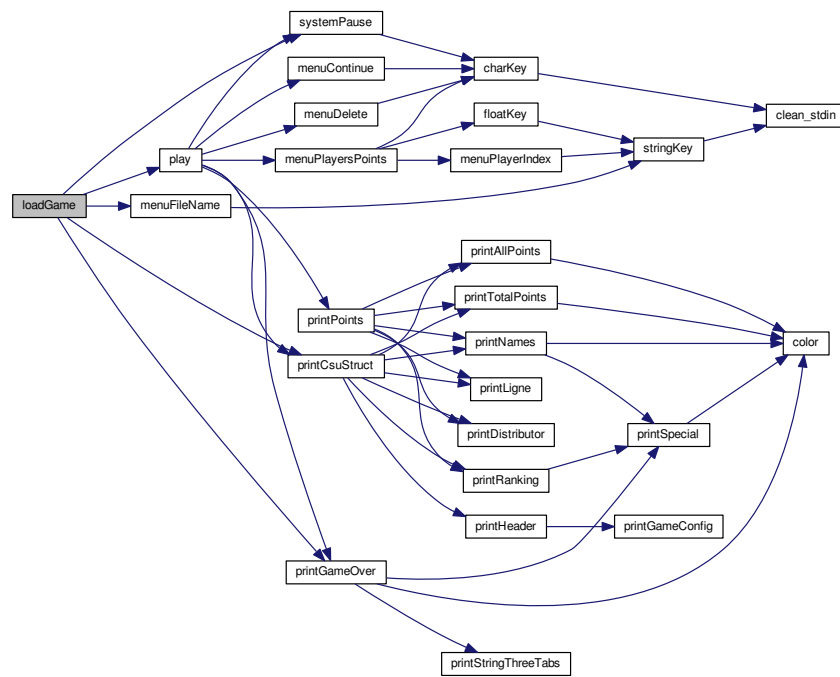 systemPause
menuContinue
charKey
menuDelete
floatKey
clean_stdin
play
menuPlayersPoints
menuPlayerIndex
stringKey
loadGame
menuFileName
printAllPoints
printTotalPoints
printPoints
printNames
color
printCsuStruct
printLigne
printDistributor
printSpecial
printRanking
printHeader
printGameConfig
printGameOver
printStringThreeTabs